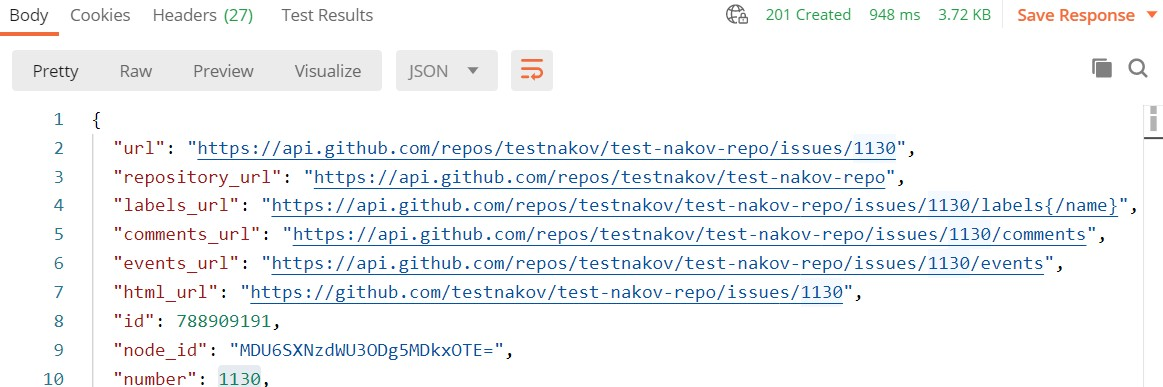 Body Cookies Headers (27) Test Results 201 Created 948 ms 3.72 KB Save Response
Pretty Raw Preview Visualize JSON
1 {
2 "url": "https://api.github.com/repos/testnakov/test-nakov-repo/issues/1130",
3 "repository_url": "https://api.github.com/repos/testnakov/test-nakov-repo",
4 "labels_url": "https://api.github.com/repos/testnakov/test-nakov-repo/issues/1130/labels{/name}",
5 "comments_url": "https://api.github.com/repos/testnakov/test-nakov-repo/issues/1130/comments",
6 "events_url": "https://api.github.com/repos/testnakov/test-nakov-repo/issues/1130/events",
7 "html_url": "https://github.com/testnakov/test-nakov-repo/issues/1130",
8 "id": 788909191,
9 "node_id": "MDU6SXNzdWU3ODg5MDkxOTE=",
10 "number": 1130,